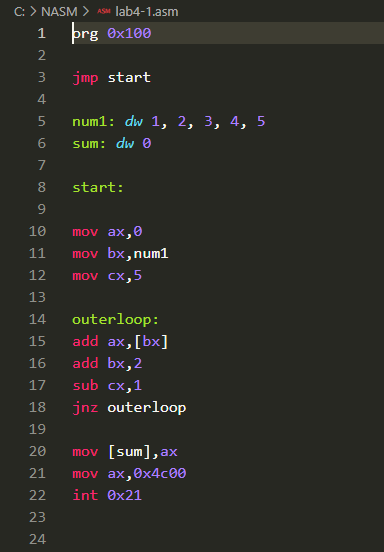 C: > NASM > ASM lab4-1.asm
1 org 0x100
2
3 jmp start
4
5 num1: dw 1, 2, 3, 4, 5
6 sum: dw 0
7
8 start:
9
10 mov ax,0
11 mov bx,num1
12 mov cx,5
13
14 outerloop:
15 add ax,[bx]
16 add bx,2
17 sub cx,1
18 jnz outerloop
19
20 mov [sum],ax
21 mov ax,0x4c00
22 int 0x21
23
24